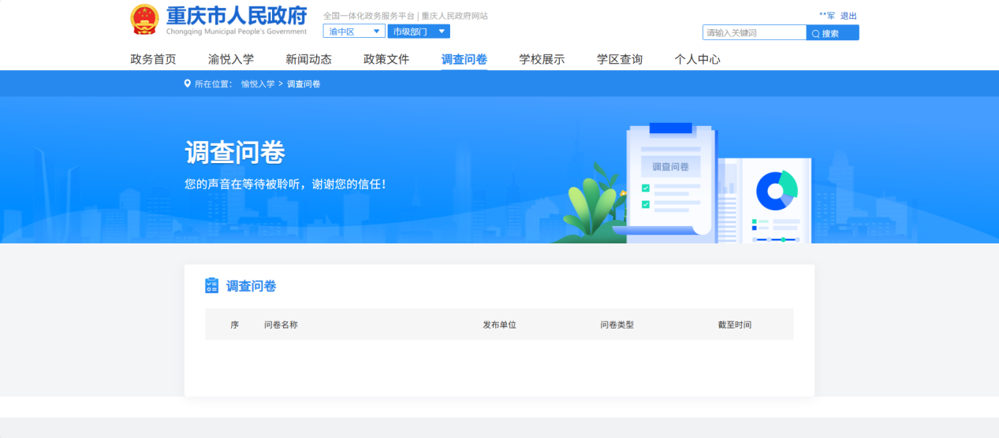 重庆市人民政府
Chongqing Municipal People's Government
全国一体化政务服务平台 | 重庆人民政府网站
渝中区 市级部门
**军 退出
请输入关键词 搜索
政务首页 渝悦入学 新闻动态 政策文件 调查问卷 学校展示 学区查询 个人中心
所在位置： 愉悦入学 > 调查问卷
调查问卷
您的声音在等待被聆听，谢谢您的信任！
调查问卷
调查问卷
序 问卷名称 发布单位 问卷类型 截至时间